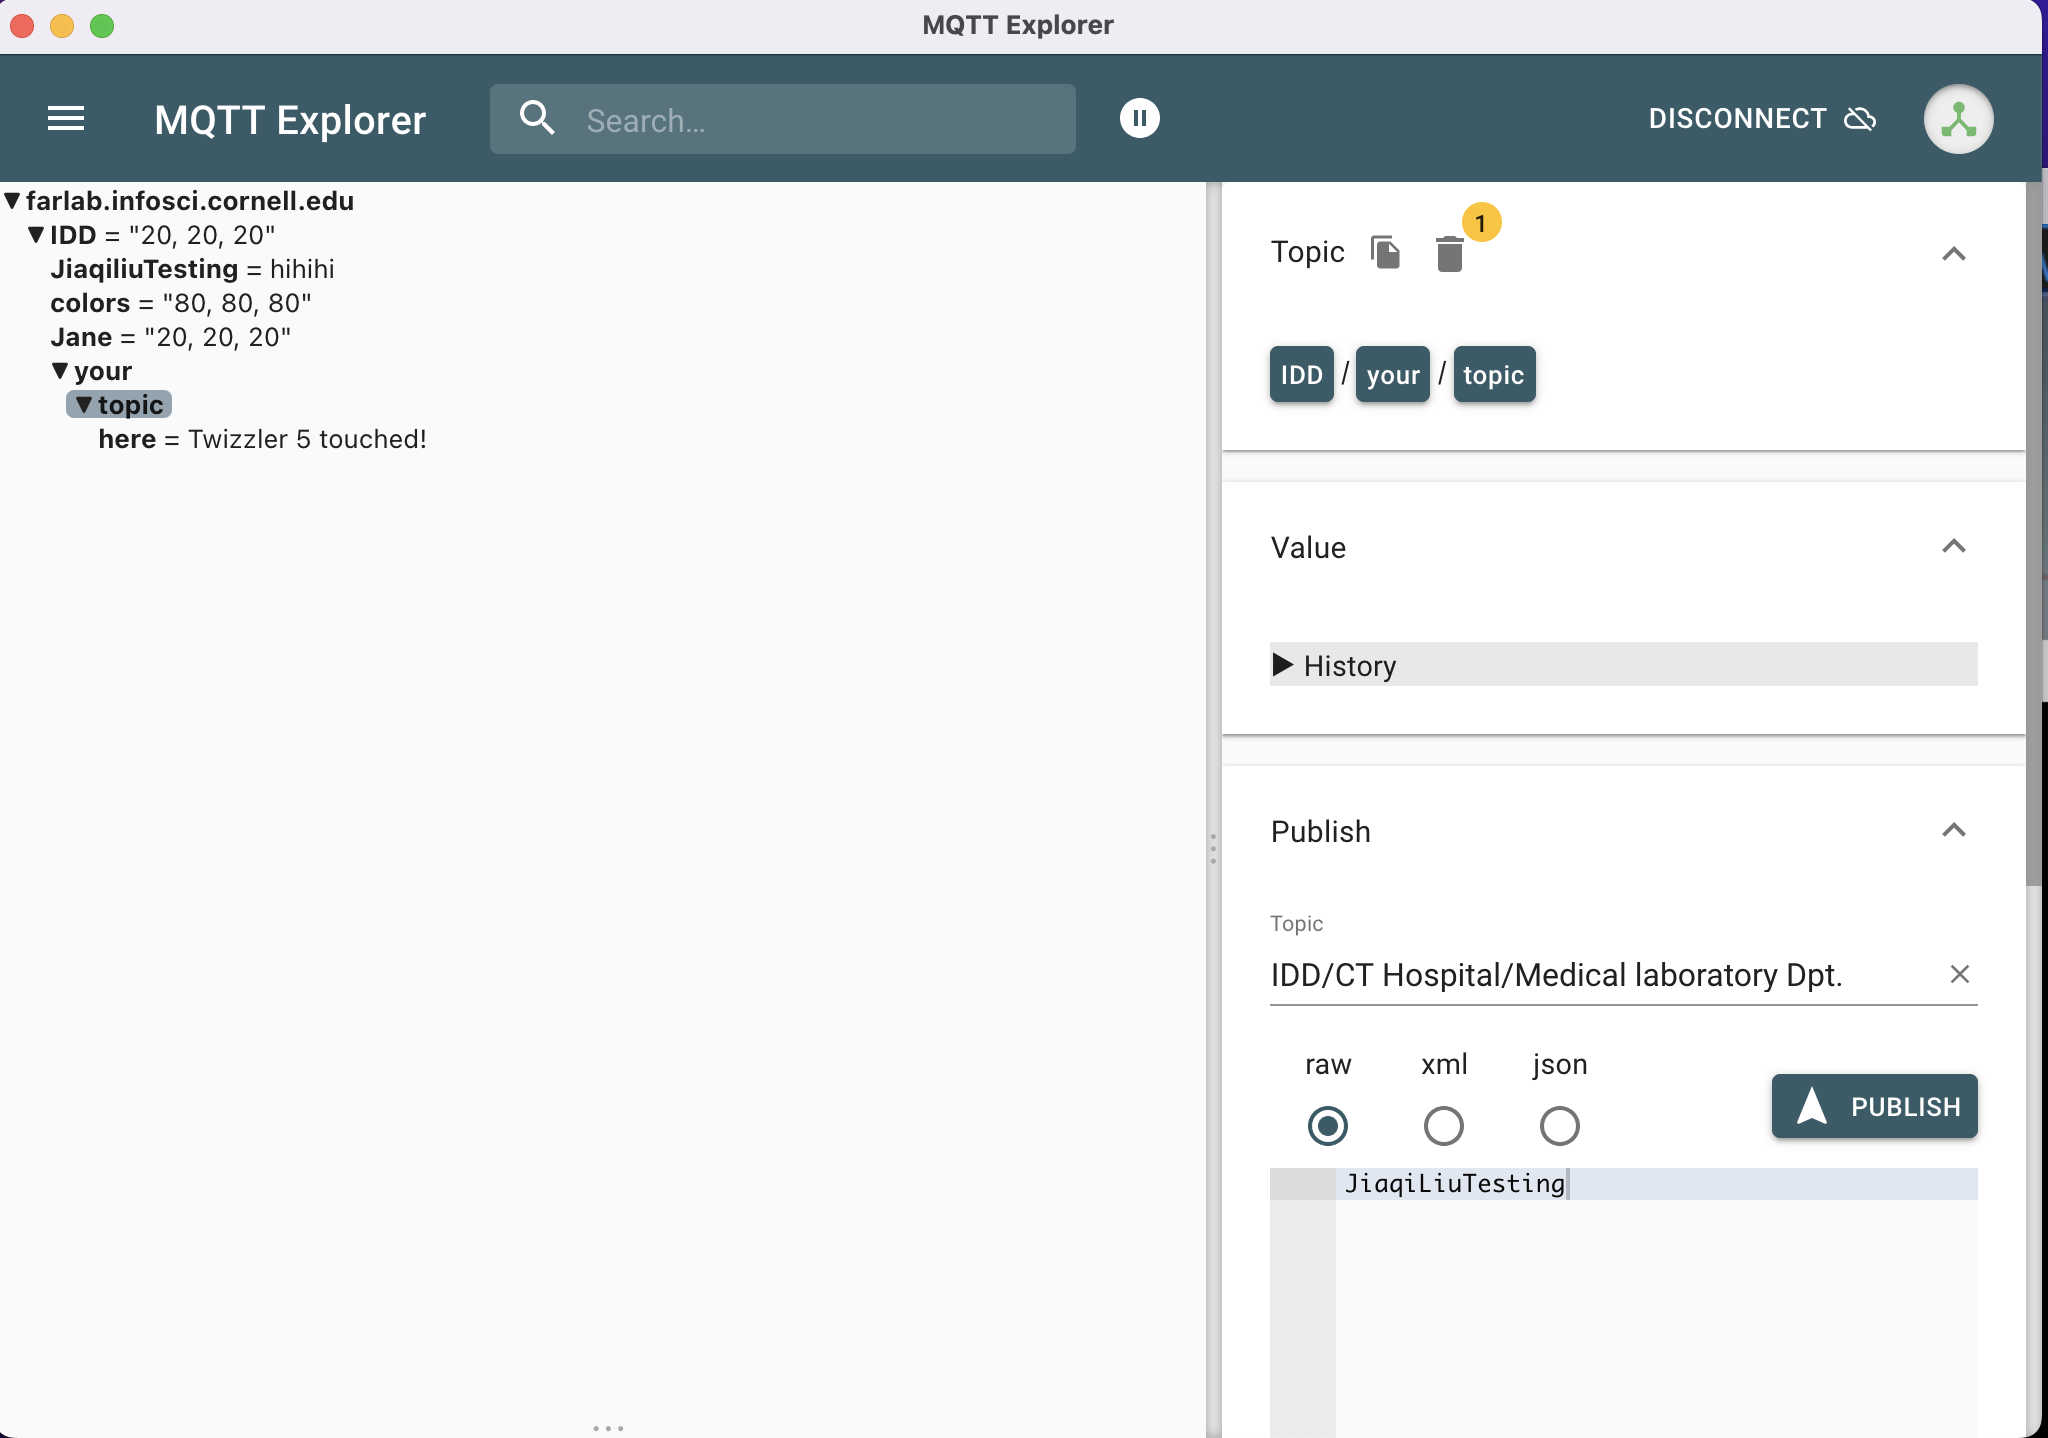 MQTT Explorer
MQTT Explorer
Search...
DISCONNECT
farlab.infosci.cornell.edu
IDD = "20, 20, 20"
JiaqiliuTesting = hihihi
colors = "80, 80, 80"
Jane = "20, 20, 20"
your
topic
here = Twizzler 5 touched!
Topic 1
IDD / your / topic
Value
History
Publish
Topic
IDD/CT Hospital/Medical laboratory Dpt.
raw xml json
PUBLISH
JiaqiLiuTesting